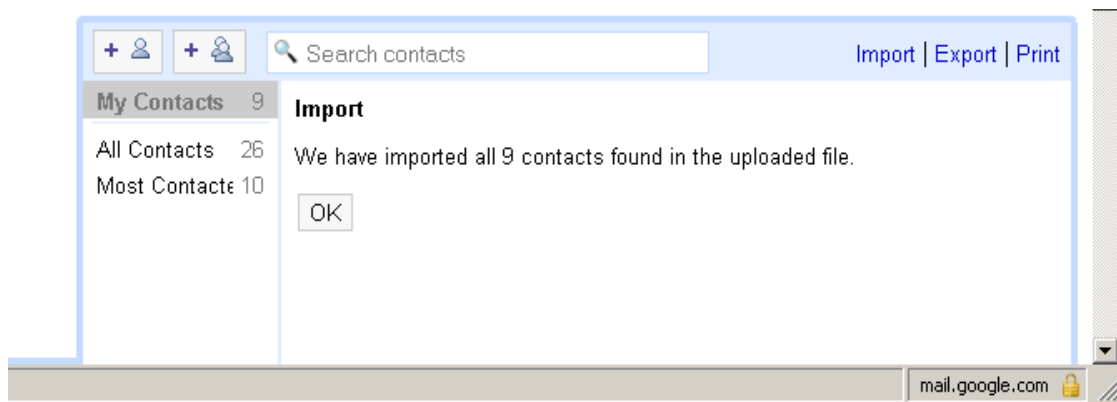 + +
Search contacts
Import | Export | Print
My Contacts 9
All Contacts 26
Most Contacte 10
Import
We have imported all 9 contacts found in the uploaded file.
OK
mail.google.com